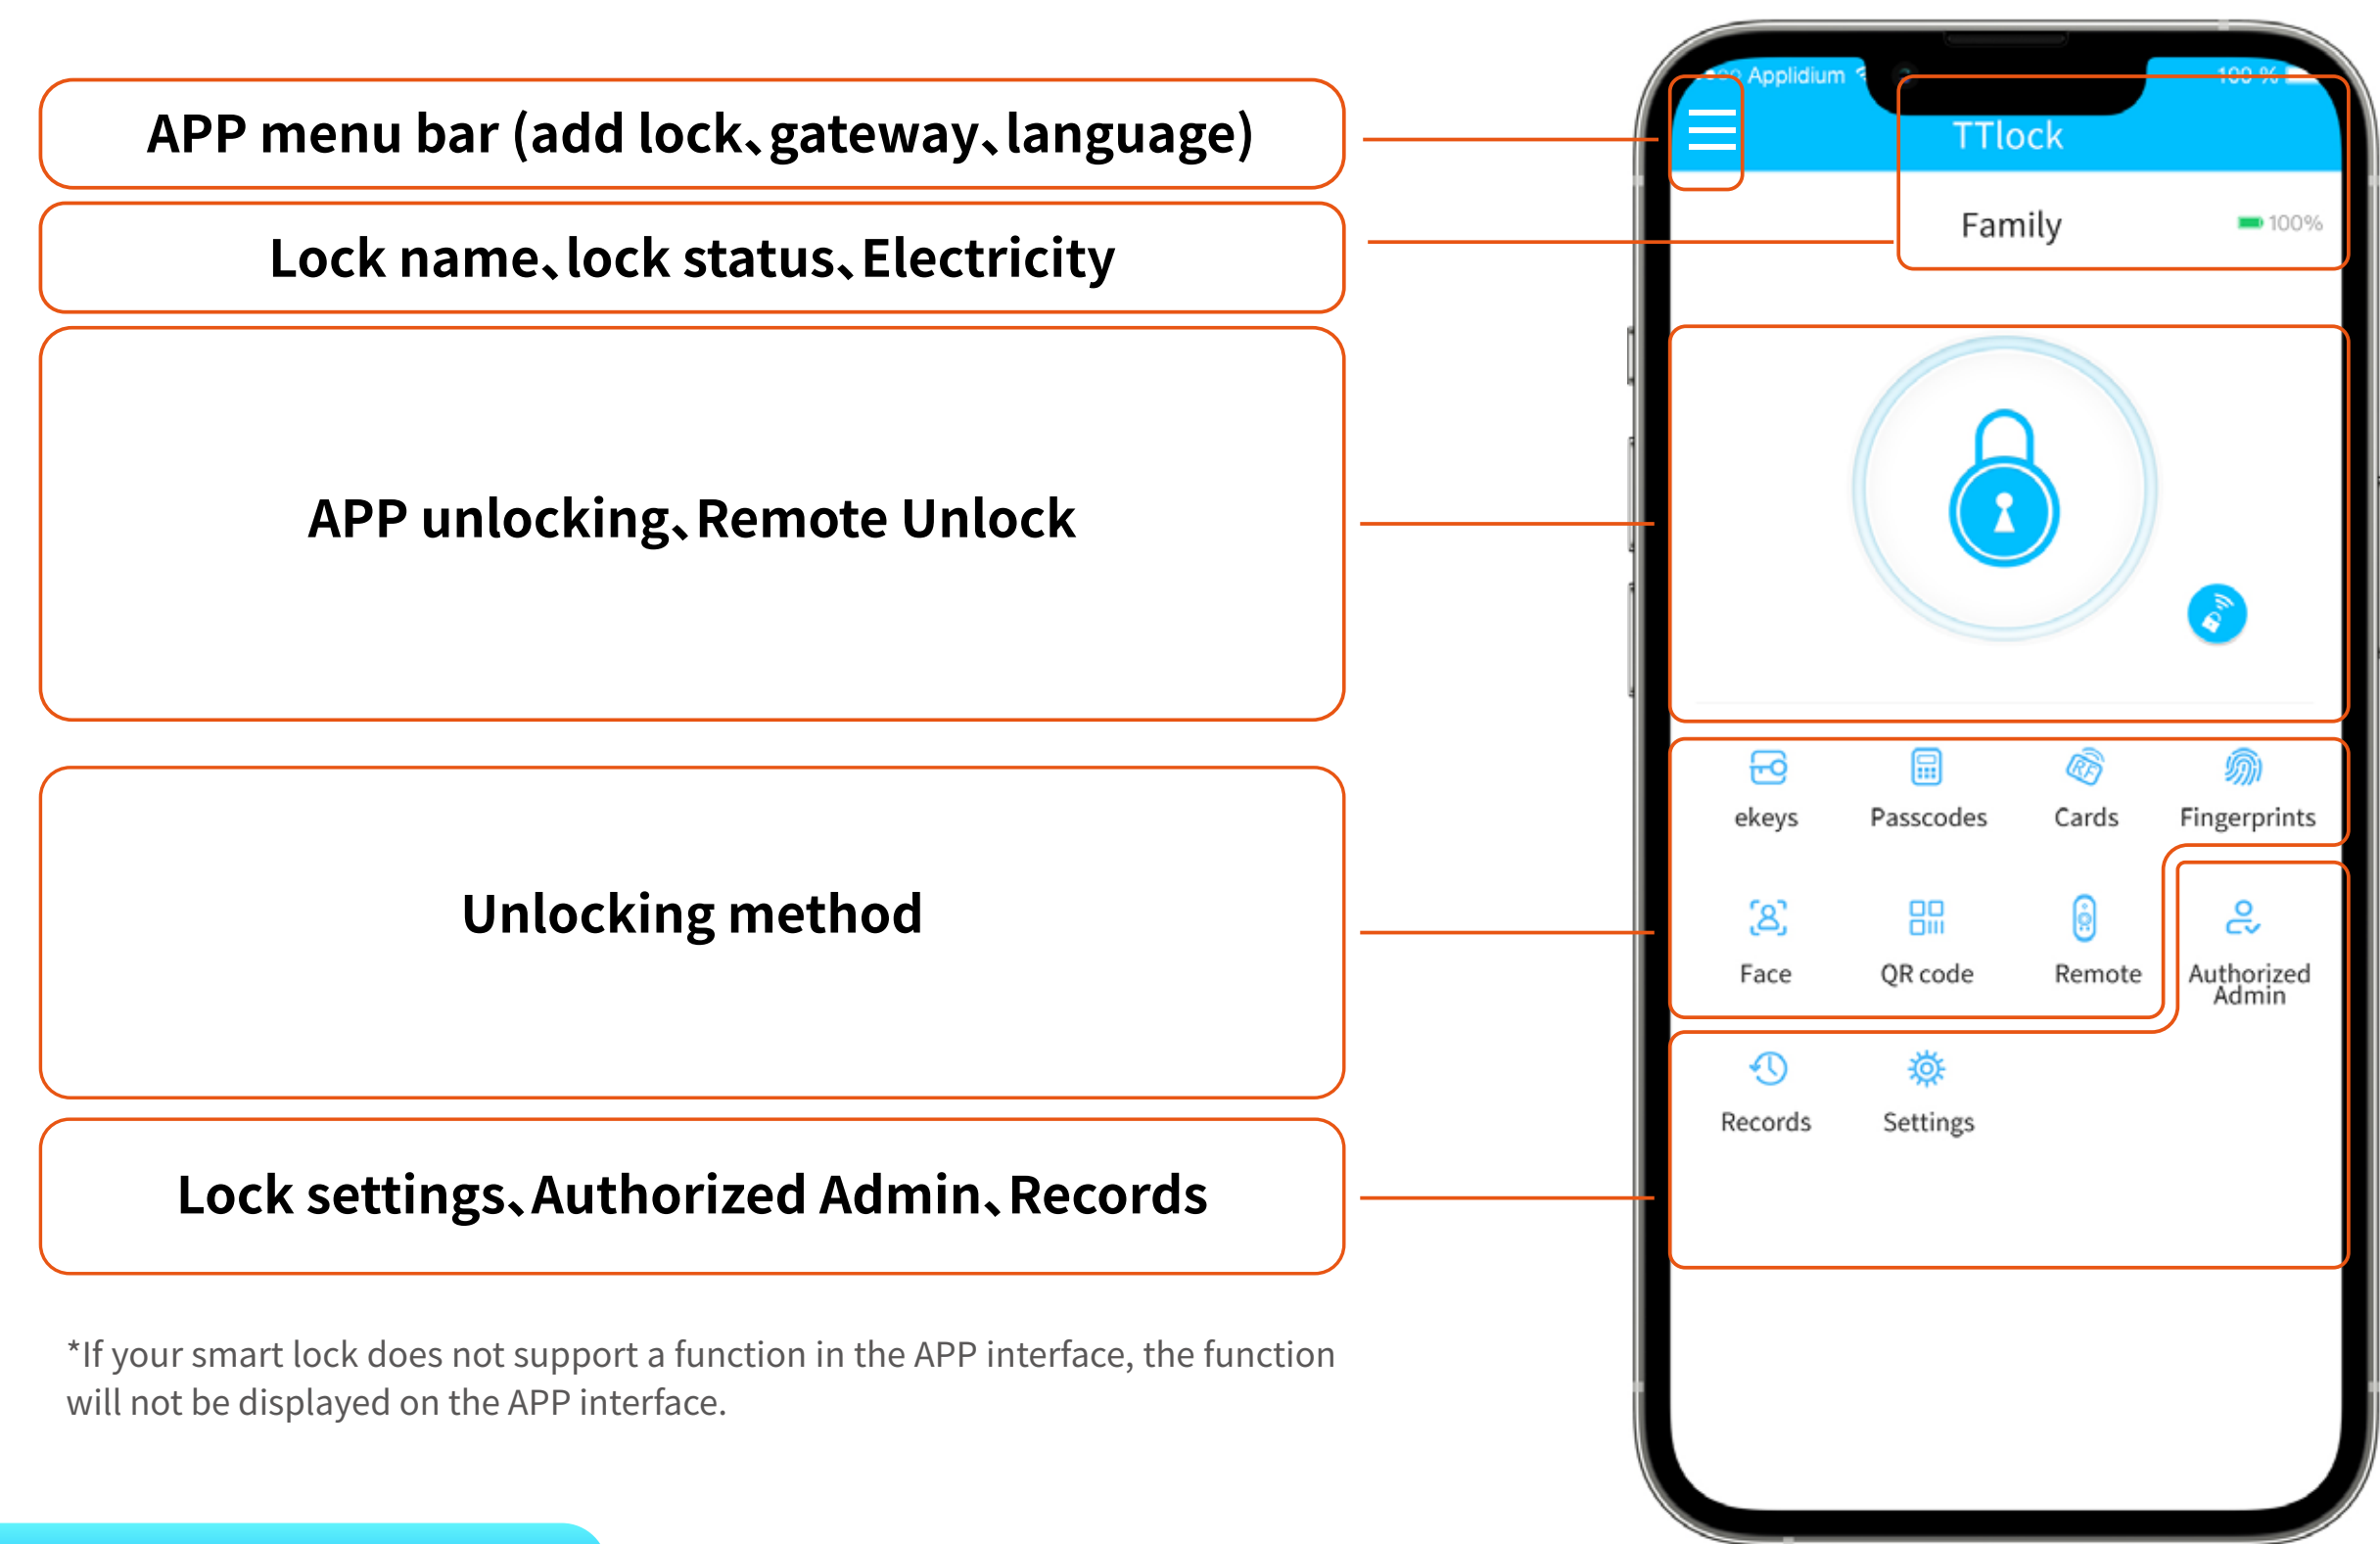 APP menu bar (add lock、gateway、language)
Lock name、lock status、Electricity
APP unlocking、Remote Unlock
Unlocking method
Lock settings、Authorized Admin、Records
*If your smart lock does not support a function in the APP interface, the function
will not be displayed on the APP interface.
Applidium 100 %
TTlock
Family 100%
ekeys Passcodes Cards Fingerprints
Face QR code Remote Authorized
Admin
Records Settings